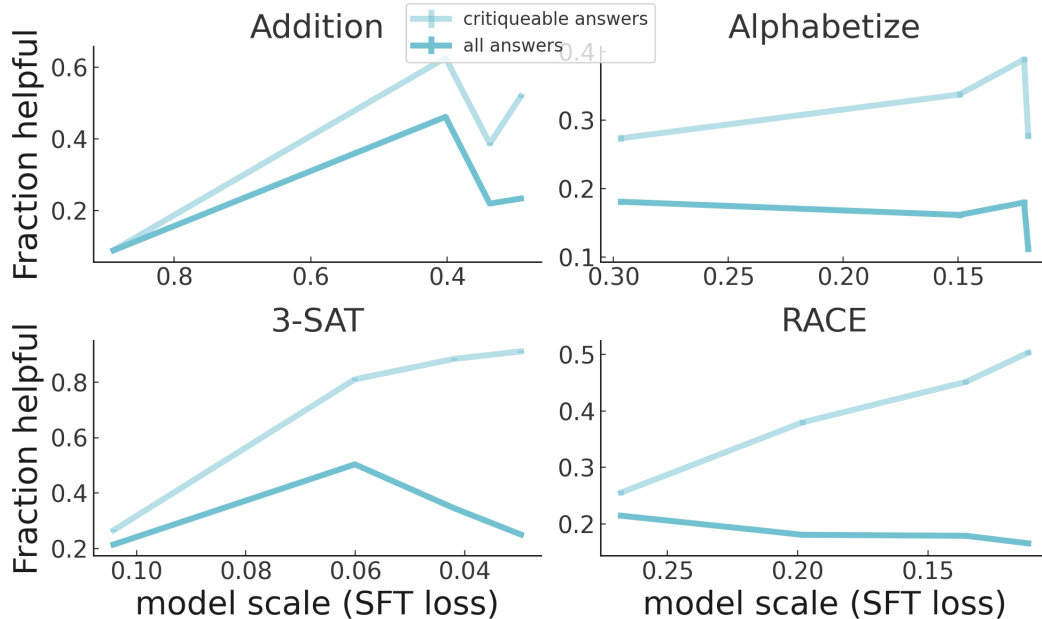 Addition
critiqueable answers
all answers
Alphabetize
Fraction helpful
0.6
0.4
0.2
0.8
0.6
0.4
0.4
0.3
0.2
0.1
0.30
0.25
0.20
0.15
3-SAT
RACE
Fraction helpful
0.8
0.6
0.4
0.2
0.10
0.08
0.06
0.04
model scale (SFT loss)
0.5
0.4
0.3
0.2
0.25
0.20
0.15
model scale (SFT loss)